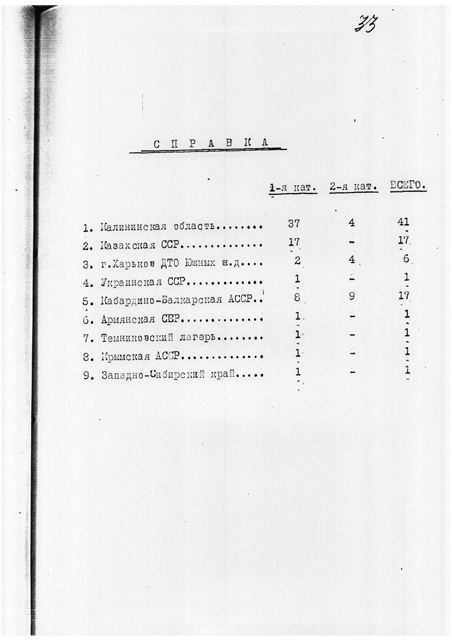 33
СПРАВКА
1-я кат. 2-я кат. ВСЕГО.
1. Калининская область........ 37 4 41
2. Казакская ССР.............. 17 - 17
3. г.Харьков ДТО Южных ж.д.... 2 4 6
4. Украинская ССР............. 1 - 1
5. Кабардино-Балкарская АССР.. 8 9 17
6. Армянская ССР.............. 1 - 1
7. Темниковский лагерь........ 1 - 1
8. Крымская АССР.............. 1 - 1
9. Западно-Сибирский край..... 1 - 1